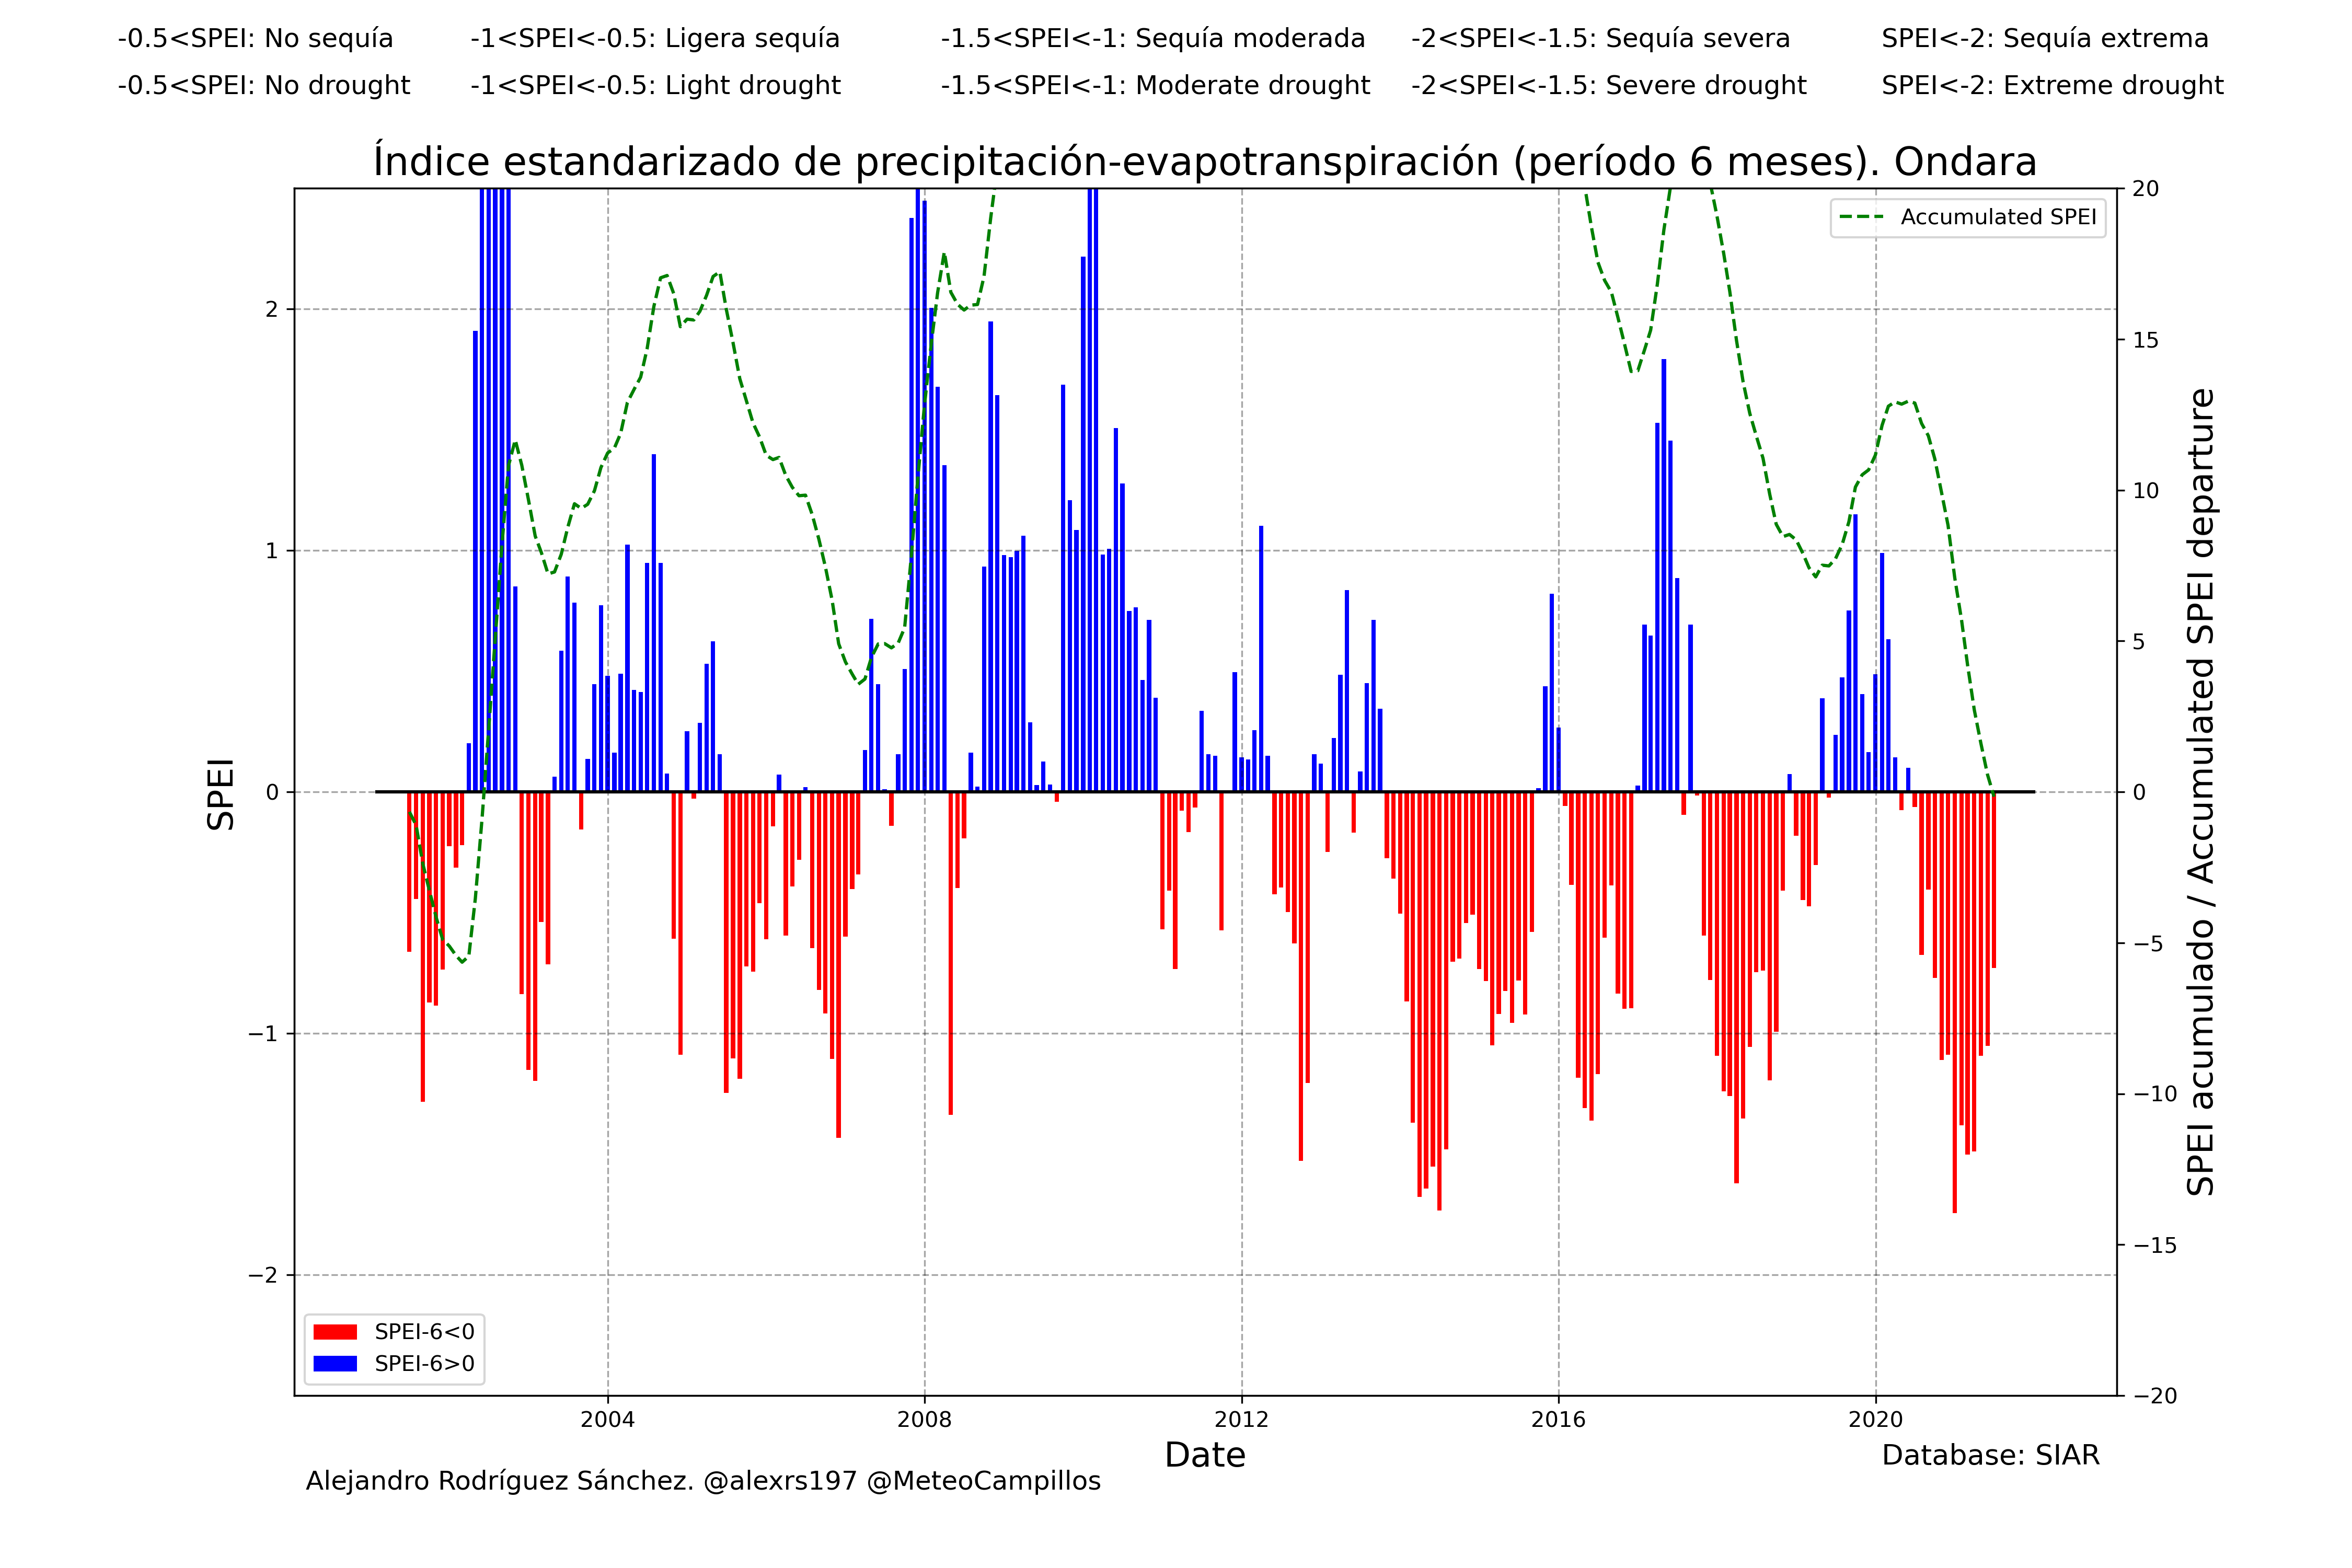 -0.5<SPEI: No sequía -1<SPEI<-0.5: Ligera sequía -1.5<SPEI<-1: Sequía moderada -2<SPEI<-1.5: Sequía severa SPEI<-2: Sequía extrema
-0.5<SPEI: No drought -1<SPEI<-0.5: Light drought -1.5<SPEI<-1: Moderate drought -2<SPEI<-1.5: Severe drought SPEI<-2: Extreme drought
Índice estandarizado de precipitación-evapotranspiración (período 6 meses). Ondara
Accumulated SPEI
SPEI
2
1
0
−1
−2
20
15
10
5
0
−5
−10
−15
−20
SPEI acumulado / Accumulated SPEI departure
SPEI-6<0
SPEI-6>0
2004 2008 2012 2016 2020
Date
Database: SIAR
Alejandro Rodríguez Sánchez. @alexrs197 @MeteoCampillos